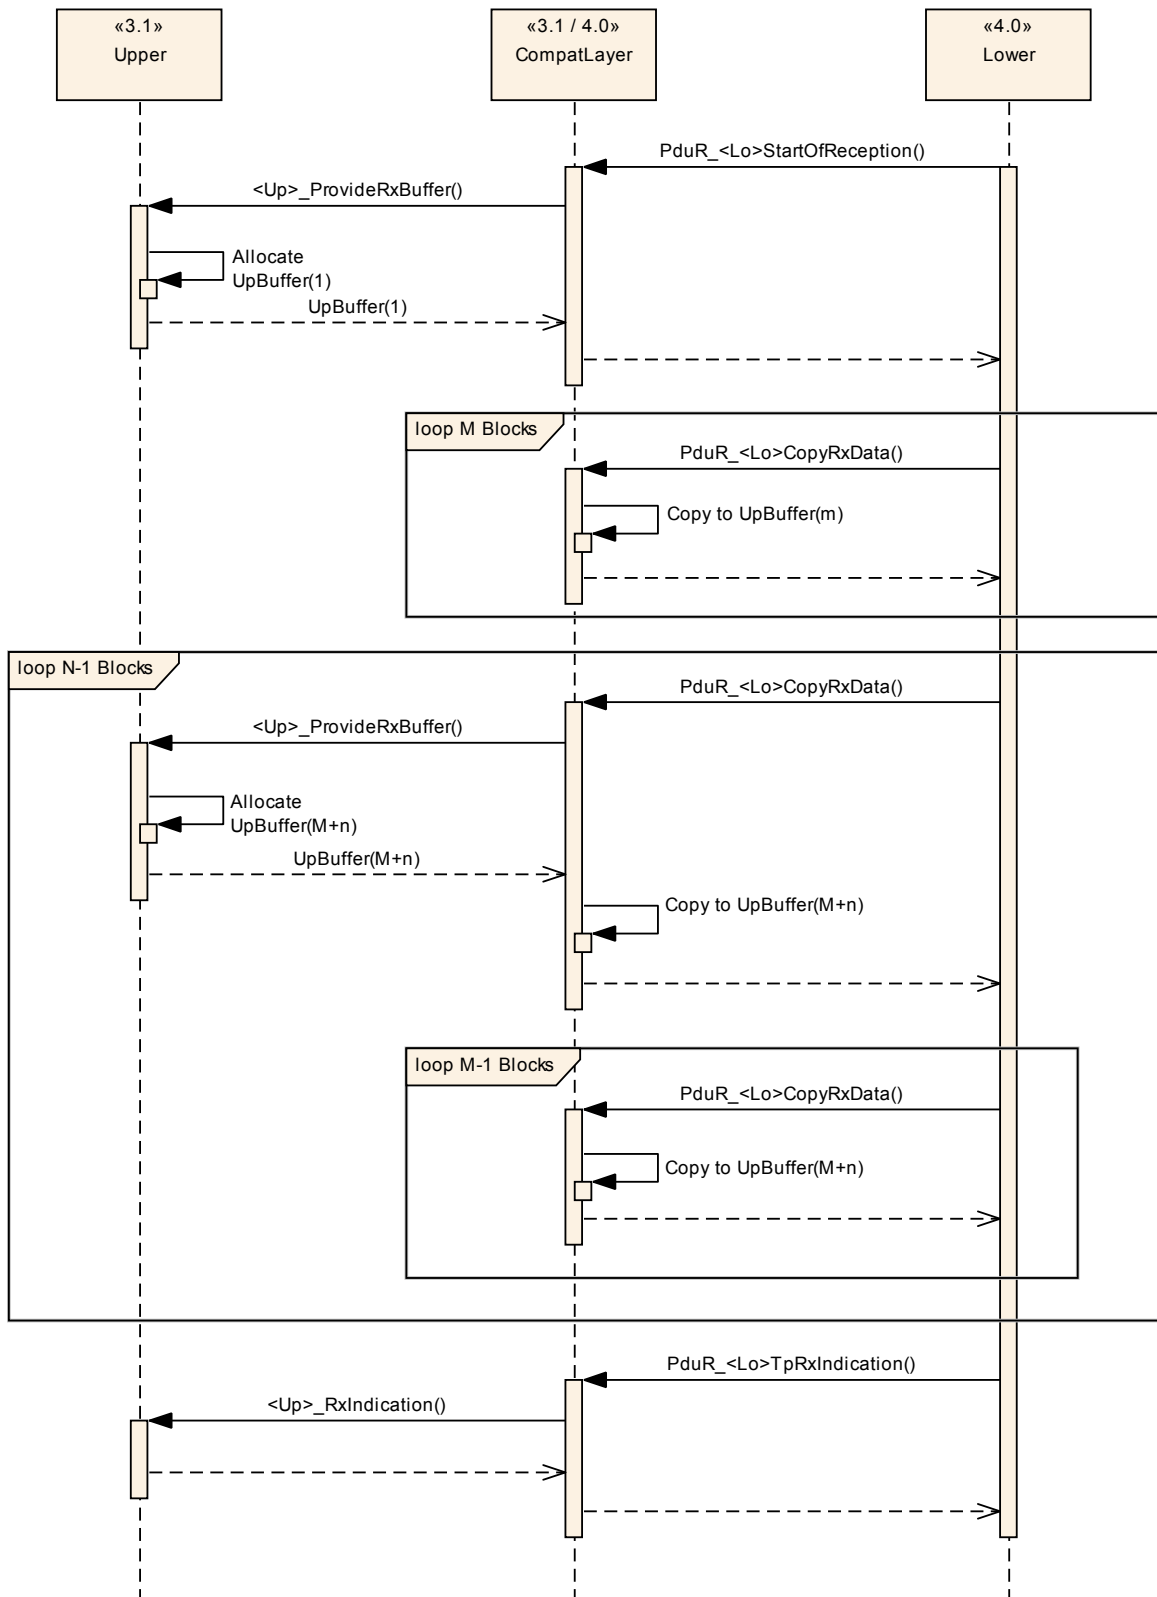 «3.1»
Upper
«3.1 / 4.0»
CompatLayer
«4.0»
Lower
PduR_<Lo>StartOfReception()
<Up>_ProvideRxBuffer()
Allocate
UpBuffer(1)
UpBuffer(1)
loop M Blocks
PduR_<Lo>CopyRxData()
Copy to UpBuffer(m)
loop N-1 Blocks
PduR_<Lo>CopyRxData()
<Up>_ProvideRxBuffer()
Allocate
UpBuffer(M+n)
UpBuffer(M+n)
Copy to UpBuffer(M+n)
loop M-1 Blocks
PduR_<Lo>CopyRxData()
Copy to UpBuffer(M+n)
PduR_<Lo>TpRxIndication()
<Up>_RxIndication()